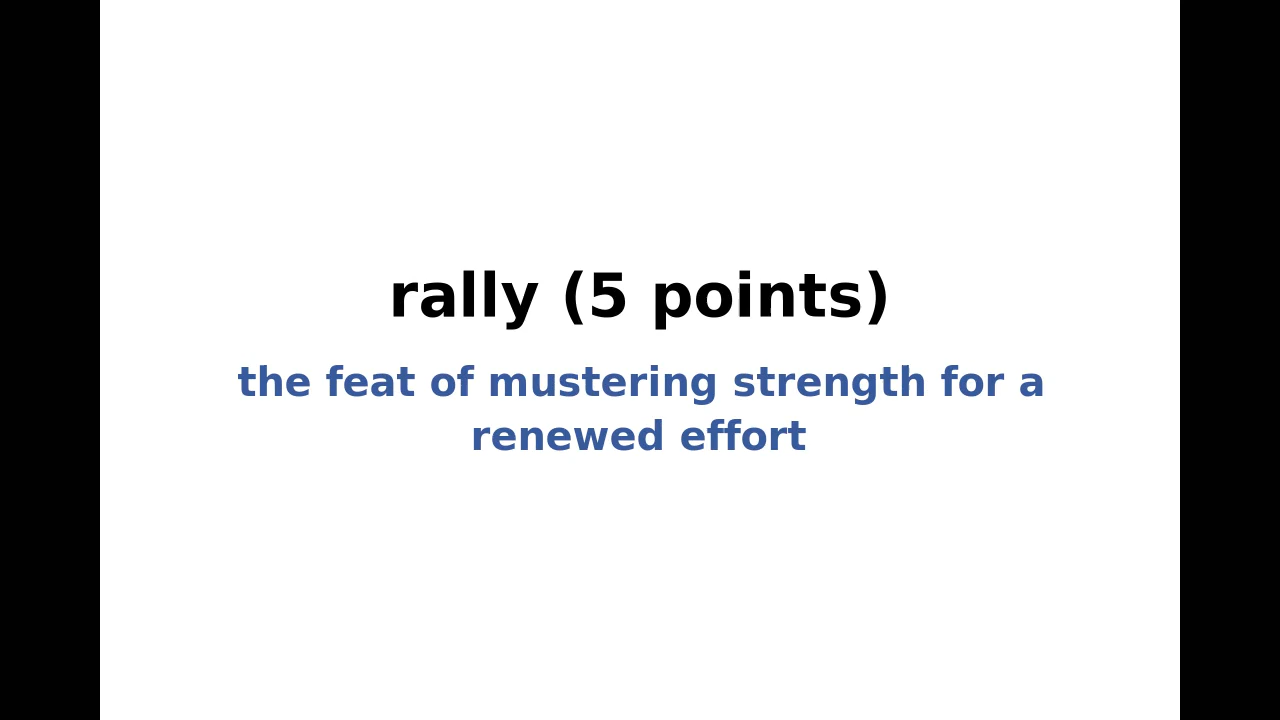 rally (5 points)
the feat of mustering strength for a
renewed effort